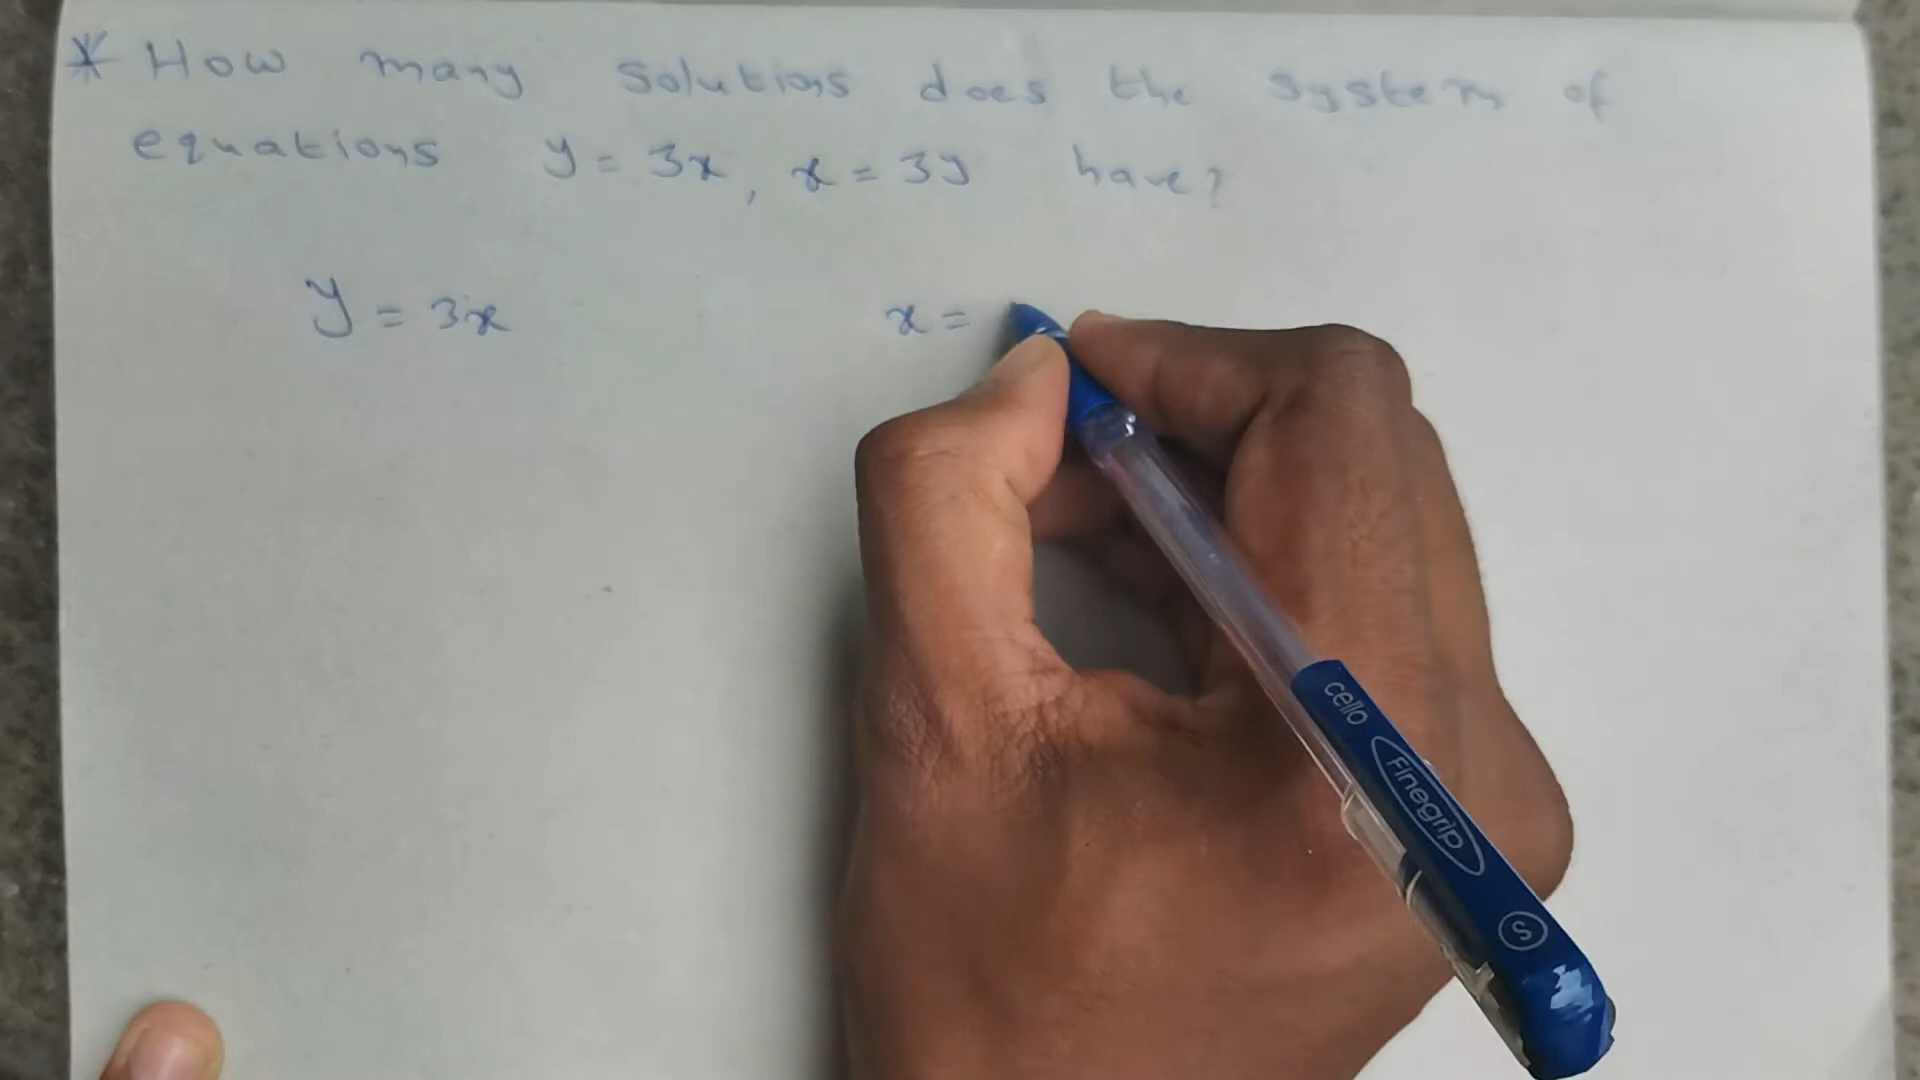 * How many solutions does the system of
equations y = 3x, x = 3y have?
y = 3x x =
cello
Finegrip
S